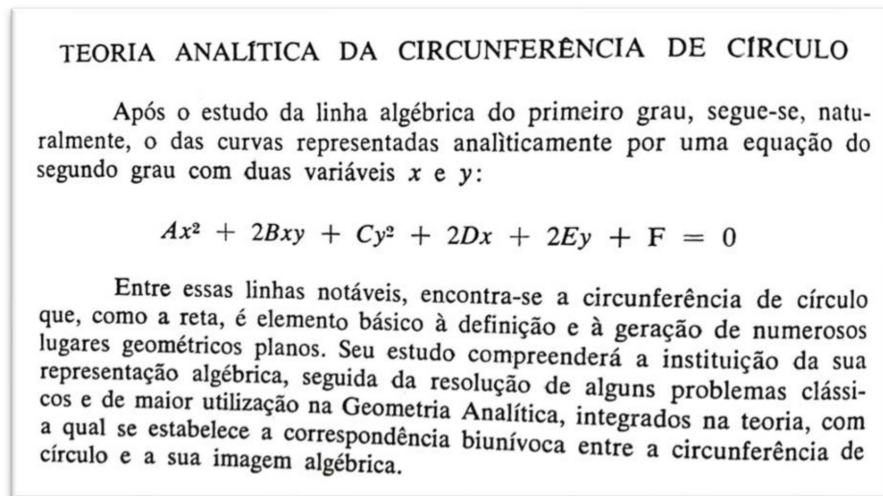 TEORIA ANALÍTICA DA CIRCUNFERÊNCIA DE CÍRCULO
Após o estudo da linha algébrica do primeiro grau, segue-se, natu-
ralmente, o das curvas representadas analìticamente por uma equação do
segundo grau com duas variáveis x e y:
Ax² + 2Bxy + Cy² + 2Dx + 2Ey + F = 0
Entre essas linhas notáveis, encontra-se a circunferência de círculo
que, como a reta, é elemento básico à definição e à geração de numerosos
lugares geométricos planos. Seu estudo compreenderá a instituição da sua
representação algébrica, seguida da resolução de alguns problemas clássi-
cos e de maior utilização na Geometria Analítica, integrados na teoria, com
a qual se estabelece a correspondência biunívoca entre a circunferência de
círculo e a sua imagem algébrica.